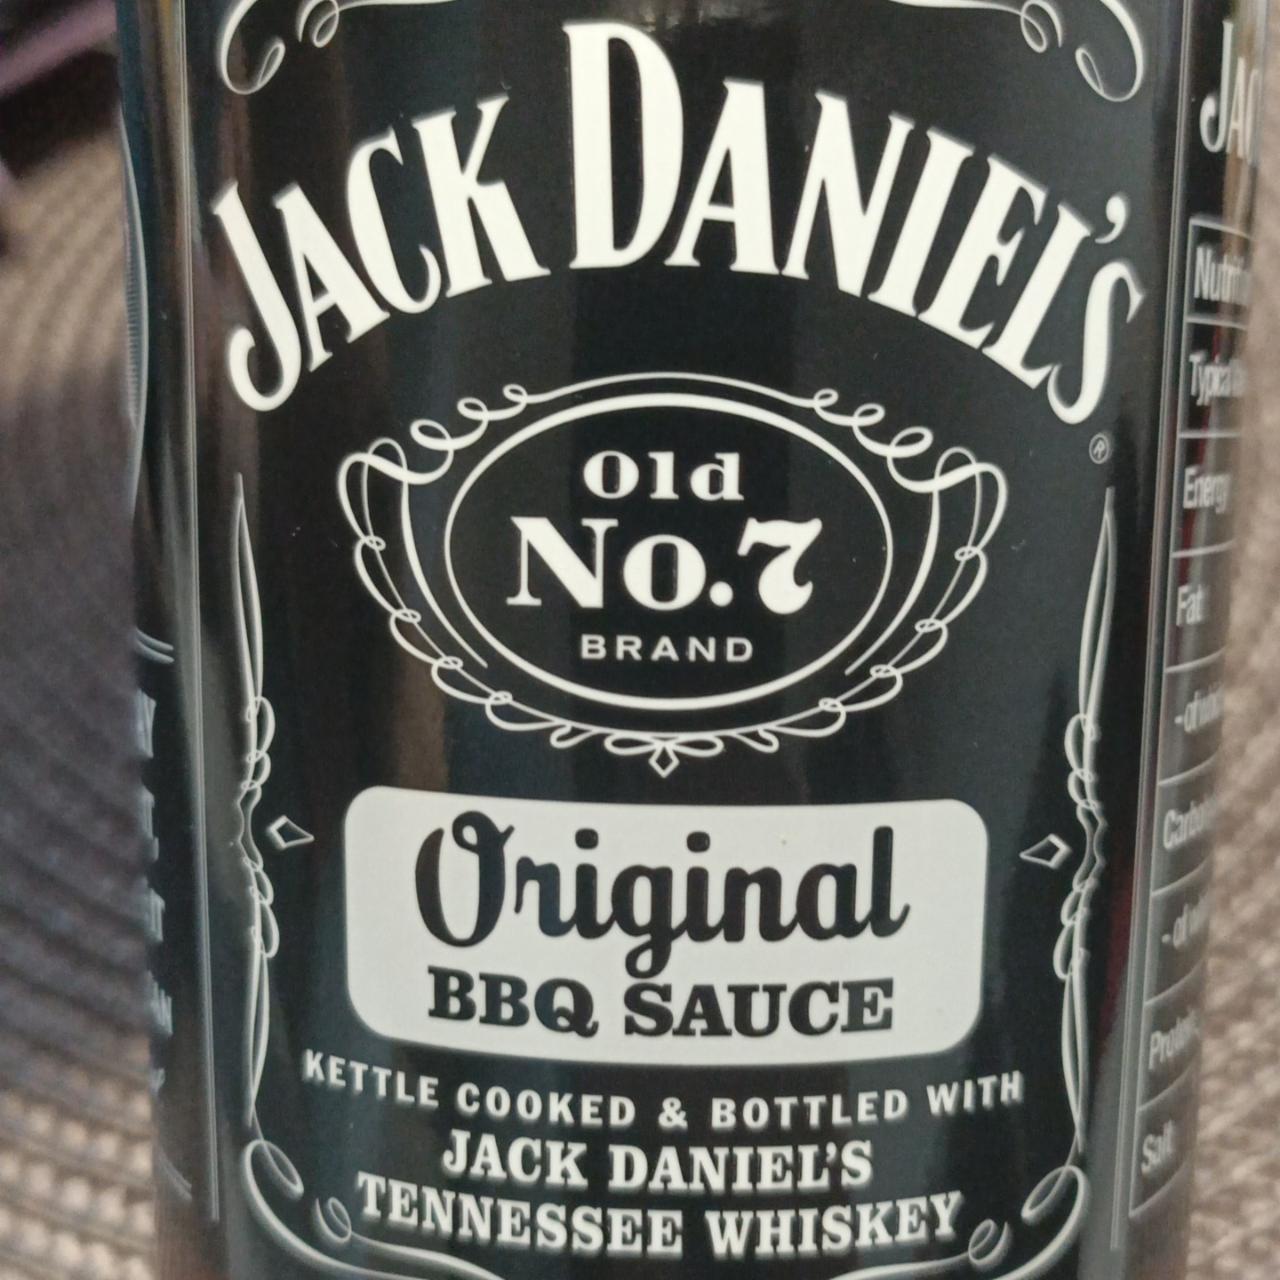 JACK DANIEL'S
®
Old
No.7
BRAND
Original
BBQ SAUCE
KETTLE COOKED & BOTTLED WITH
JACK DANIEL'S
TENNESSEE WHISKEY
Typical
Energy
Fat
Salt